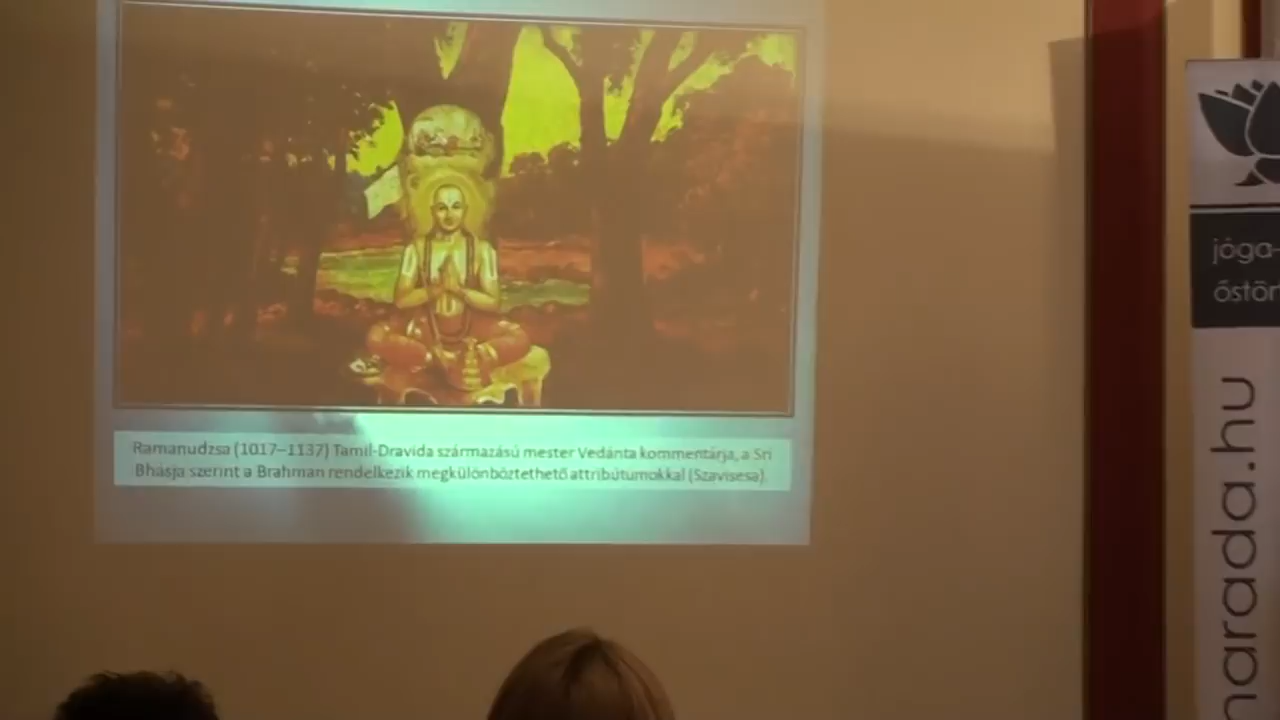 Ramanudzsa (1017–1137) Tamil-Dravida származású mester Vedánta kommentárja, a Sri
Bhásja szerint a Brahman rendelkezik megkülönböztethető attribútumokkal (Szavisesa).
jóga-
őstör
narada.hu